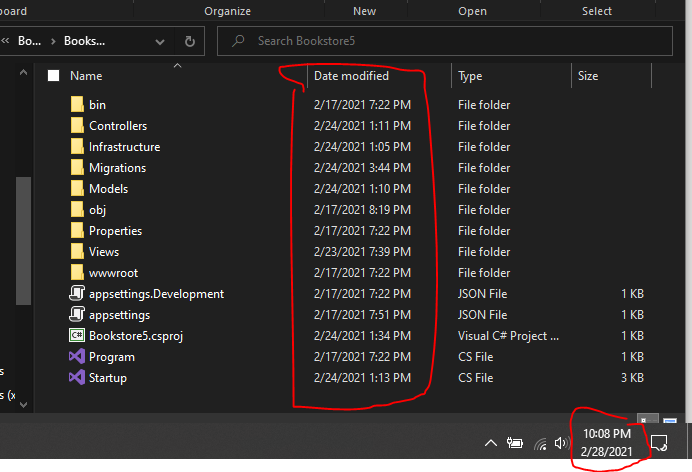 board Organize New Open Select
Bo... Books... Search Bookstore5
Name Date modified Type Size
bin 2/17/2021 7:22 PM File folder
Controllers 2/24/2021 1:11 PM File folder
Infrastructure 2/24/2021 1:05 PM File folder
Migrations 2/24/2021 3:44 PM File folder
Models 2/24/2021 1:10 PM File folder
obj 2/17/2021 8:19 PM File folder
Properties 2/17/2021 7:22 PM File folder
Views 2/23/2021 7:39 PM File folder
wwwroot 2/17/2021 7:22 PM File folder
appsettings.Development 2/17/2021 7:22 PM JSON File 1 KB
appsettings 2/17/2021 7:51 PM JSON File 1 KB
C# Bookstore5.csproj 2/24/2021 1:34 PM Visual C# Project ... 1 KB
Program 2/17/2021 7:22 PM CS File 1 KB
s
Startup 2/24/2021 1:13 PM CS File 3 KB
s (x
10:08 PM
2/28/2021